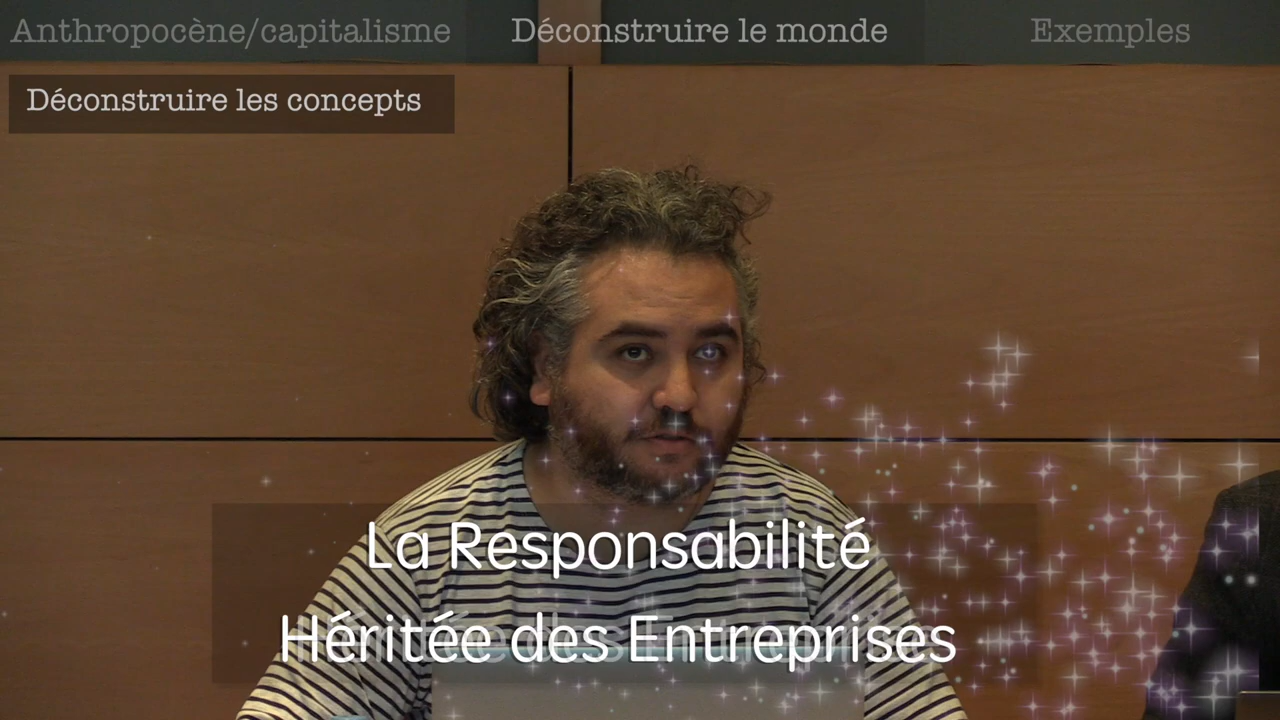 Anthropocène/capitalisme
Déconstruire le monde
Exemples
Déconstruire les concepts
La Responsabilité
Héritée des Entreprises